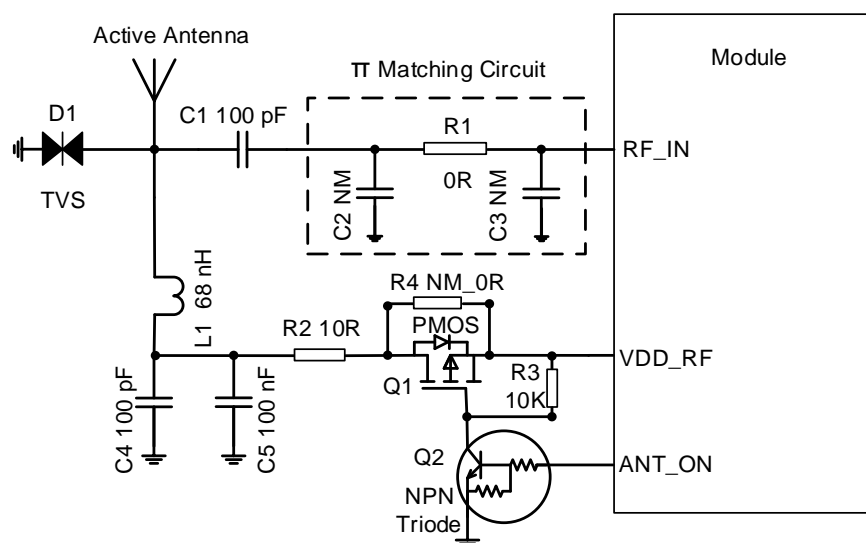 Active Antenna
π Matching Circuit
Module
D1
C1 100 pF
R1
RF_IN
TVS
0R
C2 NM
C3 NM
68 nH
L1
R4 NM_0R
R2 10R
PMOS
VDD_RF
Q1
R3
10K
C4 100 pF
C5 100 nF
Q2
ANT_ON
NPN
Triode